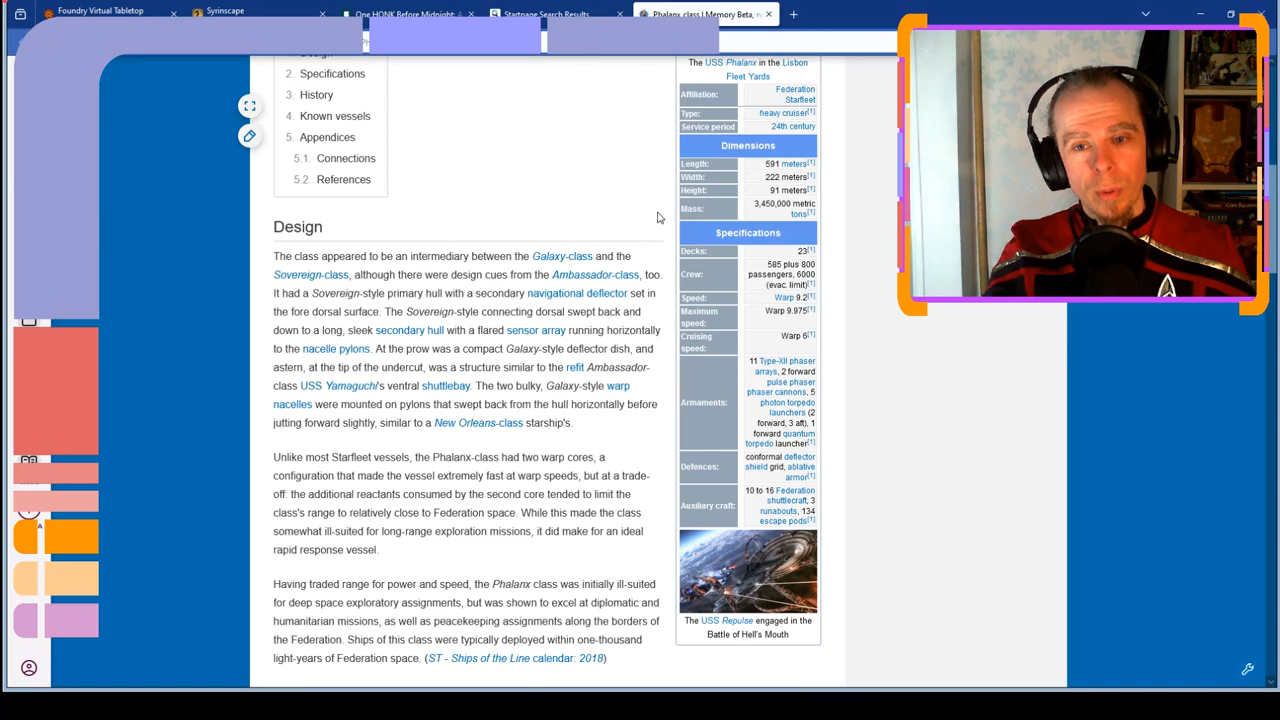 Foundry Virtual Tabletop
Syrinscape
One HONK Before Midnight: A
Startpage Search Results
Phalanx class | Memory Beta, n
2. Specifications
3. History
4. Known vessels
5. Appendices
5.1. Connections
5.2. References
Design
The class appeared to be an intermediary between the Galaxy-class and the
Sovereign-class, although there were design cues from the Ambassador-class, too.
It had a Sovereign-style primary hull with a secondary navigational deflector set in
the fore dorsal surface. The Sovereign-style connecting dorsal swept back and
down to a long, sleek secondary hull with a flared sensor array running horizontally
to the nacelle pylons. At the prow was a compact Galaxy-style deflector dish, and
astern, at the tip of the undercut, was a structure similar to the refit Ambassador-
class USS Yamaguchi's ventral shuttlebay. The two bulky, Galaxy-style warp
nacelles were mounted on pylons that swept back from the hull horizontally before
jutting forward slightly, similar to a New Orleans-class starship's.
Unlike most Starfleet vessels, the Phalanx-class had two warp cores, a
configuration that made the vessel extremely fast at warp speeds, but at a trade-
off: the additional reactants consumed by the second core tended to limit the
class's range to relatively close to Federation space. While this made the class
somewhat ill-suited for long-range exploration missions, it did make for an ideal
rapid response vessel.
Having traded range for power and speed, the Phalanx class was initially ill-suited
for deep space exploratory assignments, but was shown to excel at diplomatic and
humanitarian missions, as well as peacekeeping assignments along the borders of
the Federation. Ships of this class were typically deployed within one-thousand
light-years of Federation space. (ST - Ships of the Line calendar: 2018)
The USS Phalanx in the Lisbon
Fleet Yards
Affiliation: Federation
Starfleet
Type: heavy cruiser[1]
Service period 24th century
Dimensions
Length: 591 meters[1]
Width: 222 meters[1]
Height: 91 meters[1]
Mass: 3,450,000 metric
tons[1]
Specifications
Decks: 23[1]
Crew: 585 plus 800
passengers, 6000
(evac. limit)[1]
Speed: Warp 9.2[1]
Maximum
speed: Warp 9.975[1]
Cruising
speed: Warp 6[1]
Armaments: 11 Type-XII phaser
arrays, 2 forward
pulse phaser
phaser cannons, 5
photon torpedo
launchers (2
forward, 3 aft), 1
forward quantum
torpedo launcher[1]
Defences: conformal deflector
shield grid, ablative
armor[1]
Auxiliary craft: 10 to 16 Federation
shuttlecraft, 3
runabouts, 134
escape pods[1]
The USS Repulse engaged in the
Battle of Hell's Mouth